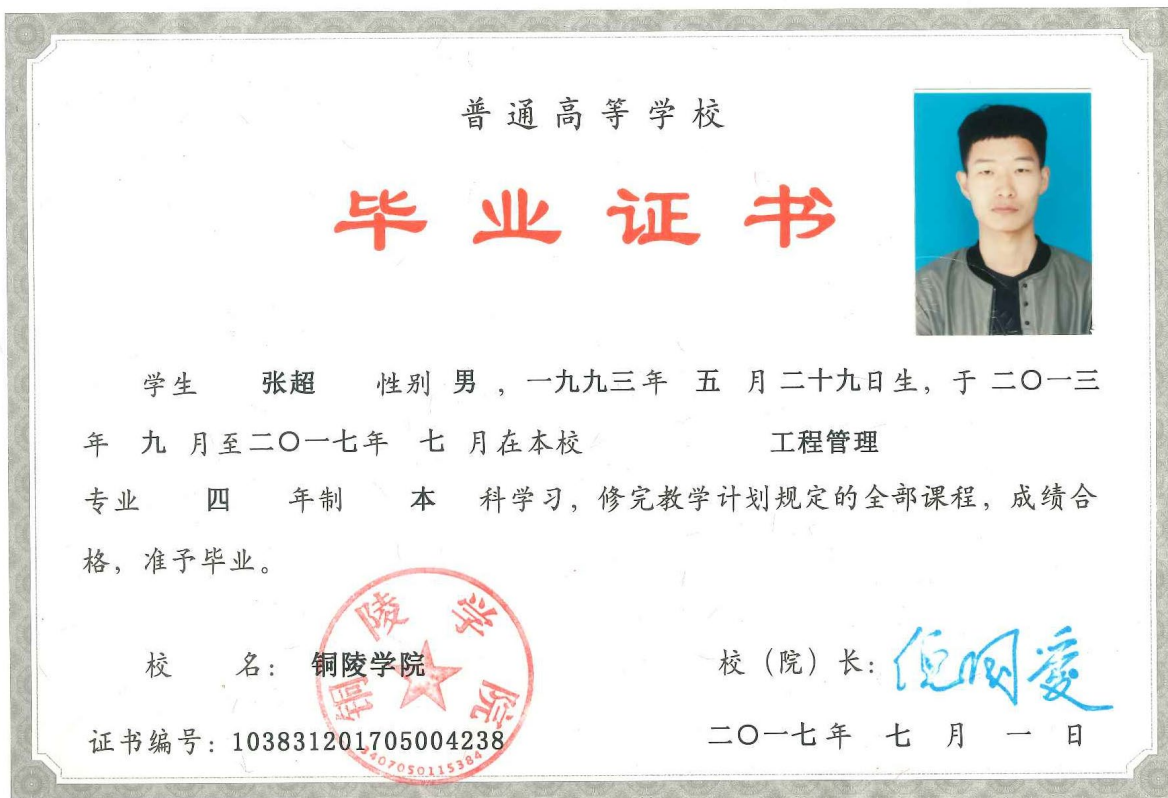 普通高等学校
毕业证书
学生 张超 性别 男 ，一九九三年 五 月二十九日生，于二〇一三
年 九 月至二〇一七年 七 月在本校 工程管理
专业 四 年制 本 科学习，修完教学计划规定的全部课程，成绩合
格，准予毕业。
校 名： 铜陵学院
校（院）长：倪国爱
证书编号：103831201705004238
二〇一七年 七 月 一 日
铜陵学院
3407050115384